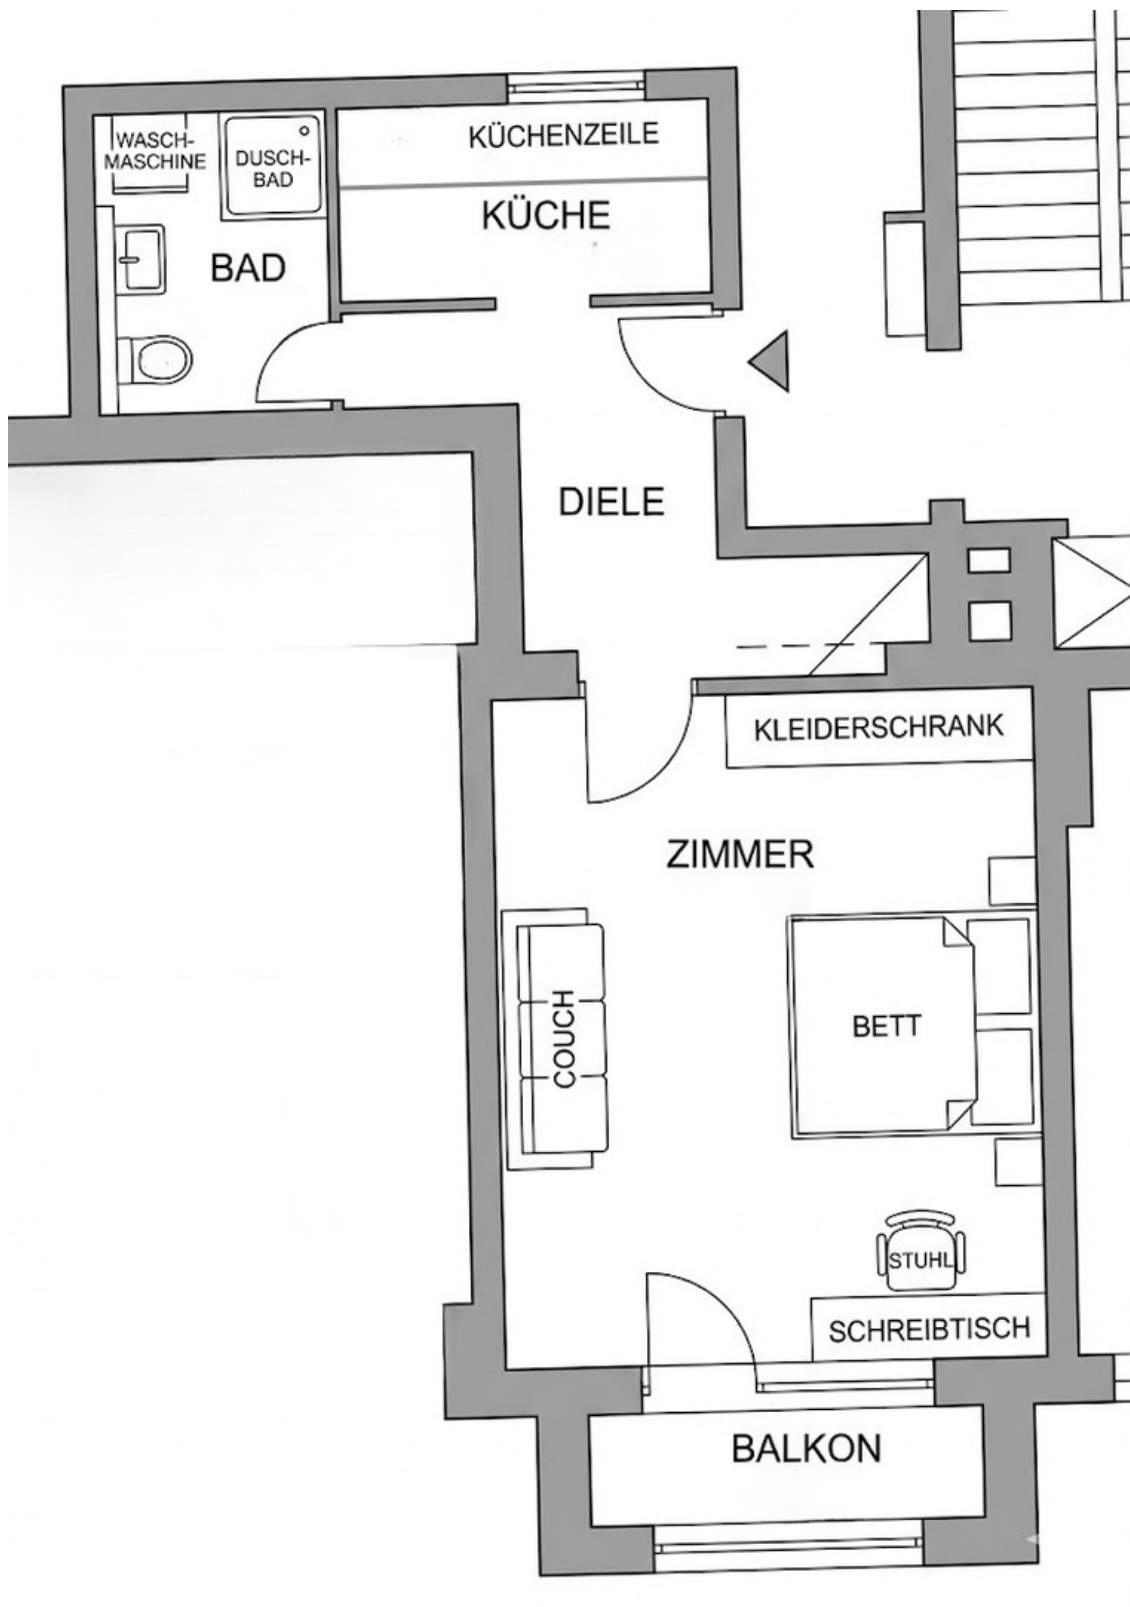 WASCH-
MASCHINE
DUSCH-
BAD
KÜCHENZEILE
KÜCHE
BAD
DIELE
KLEIDERSCHRANK
ZIMMER
COUCH
BETT
STUHL
SCHREIBTISCH
BALKON